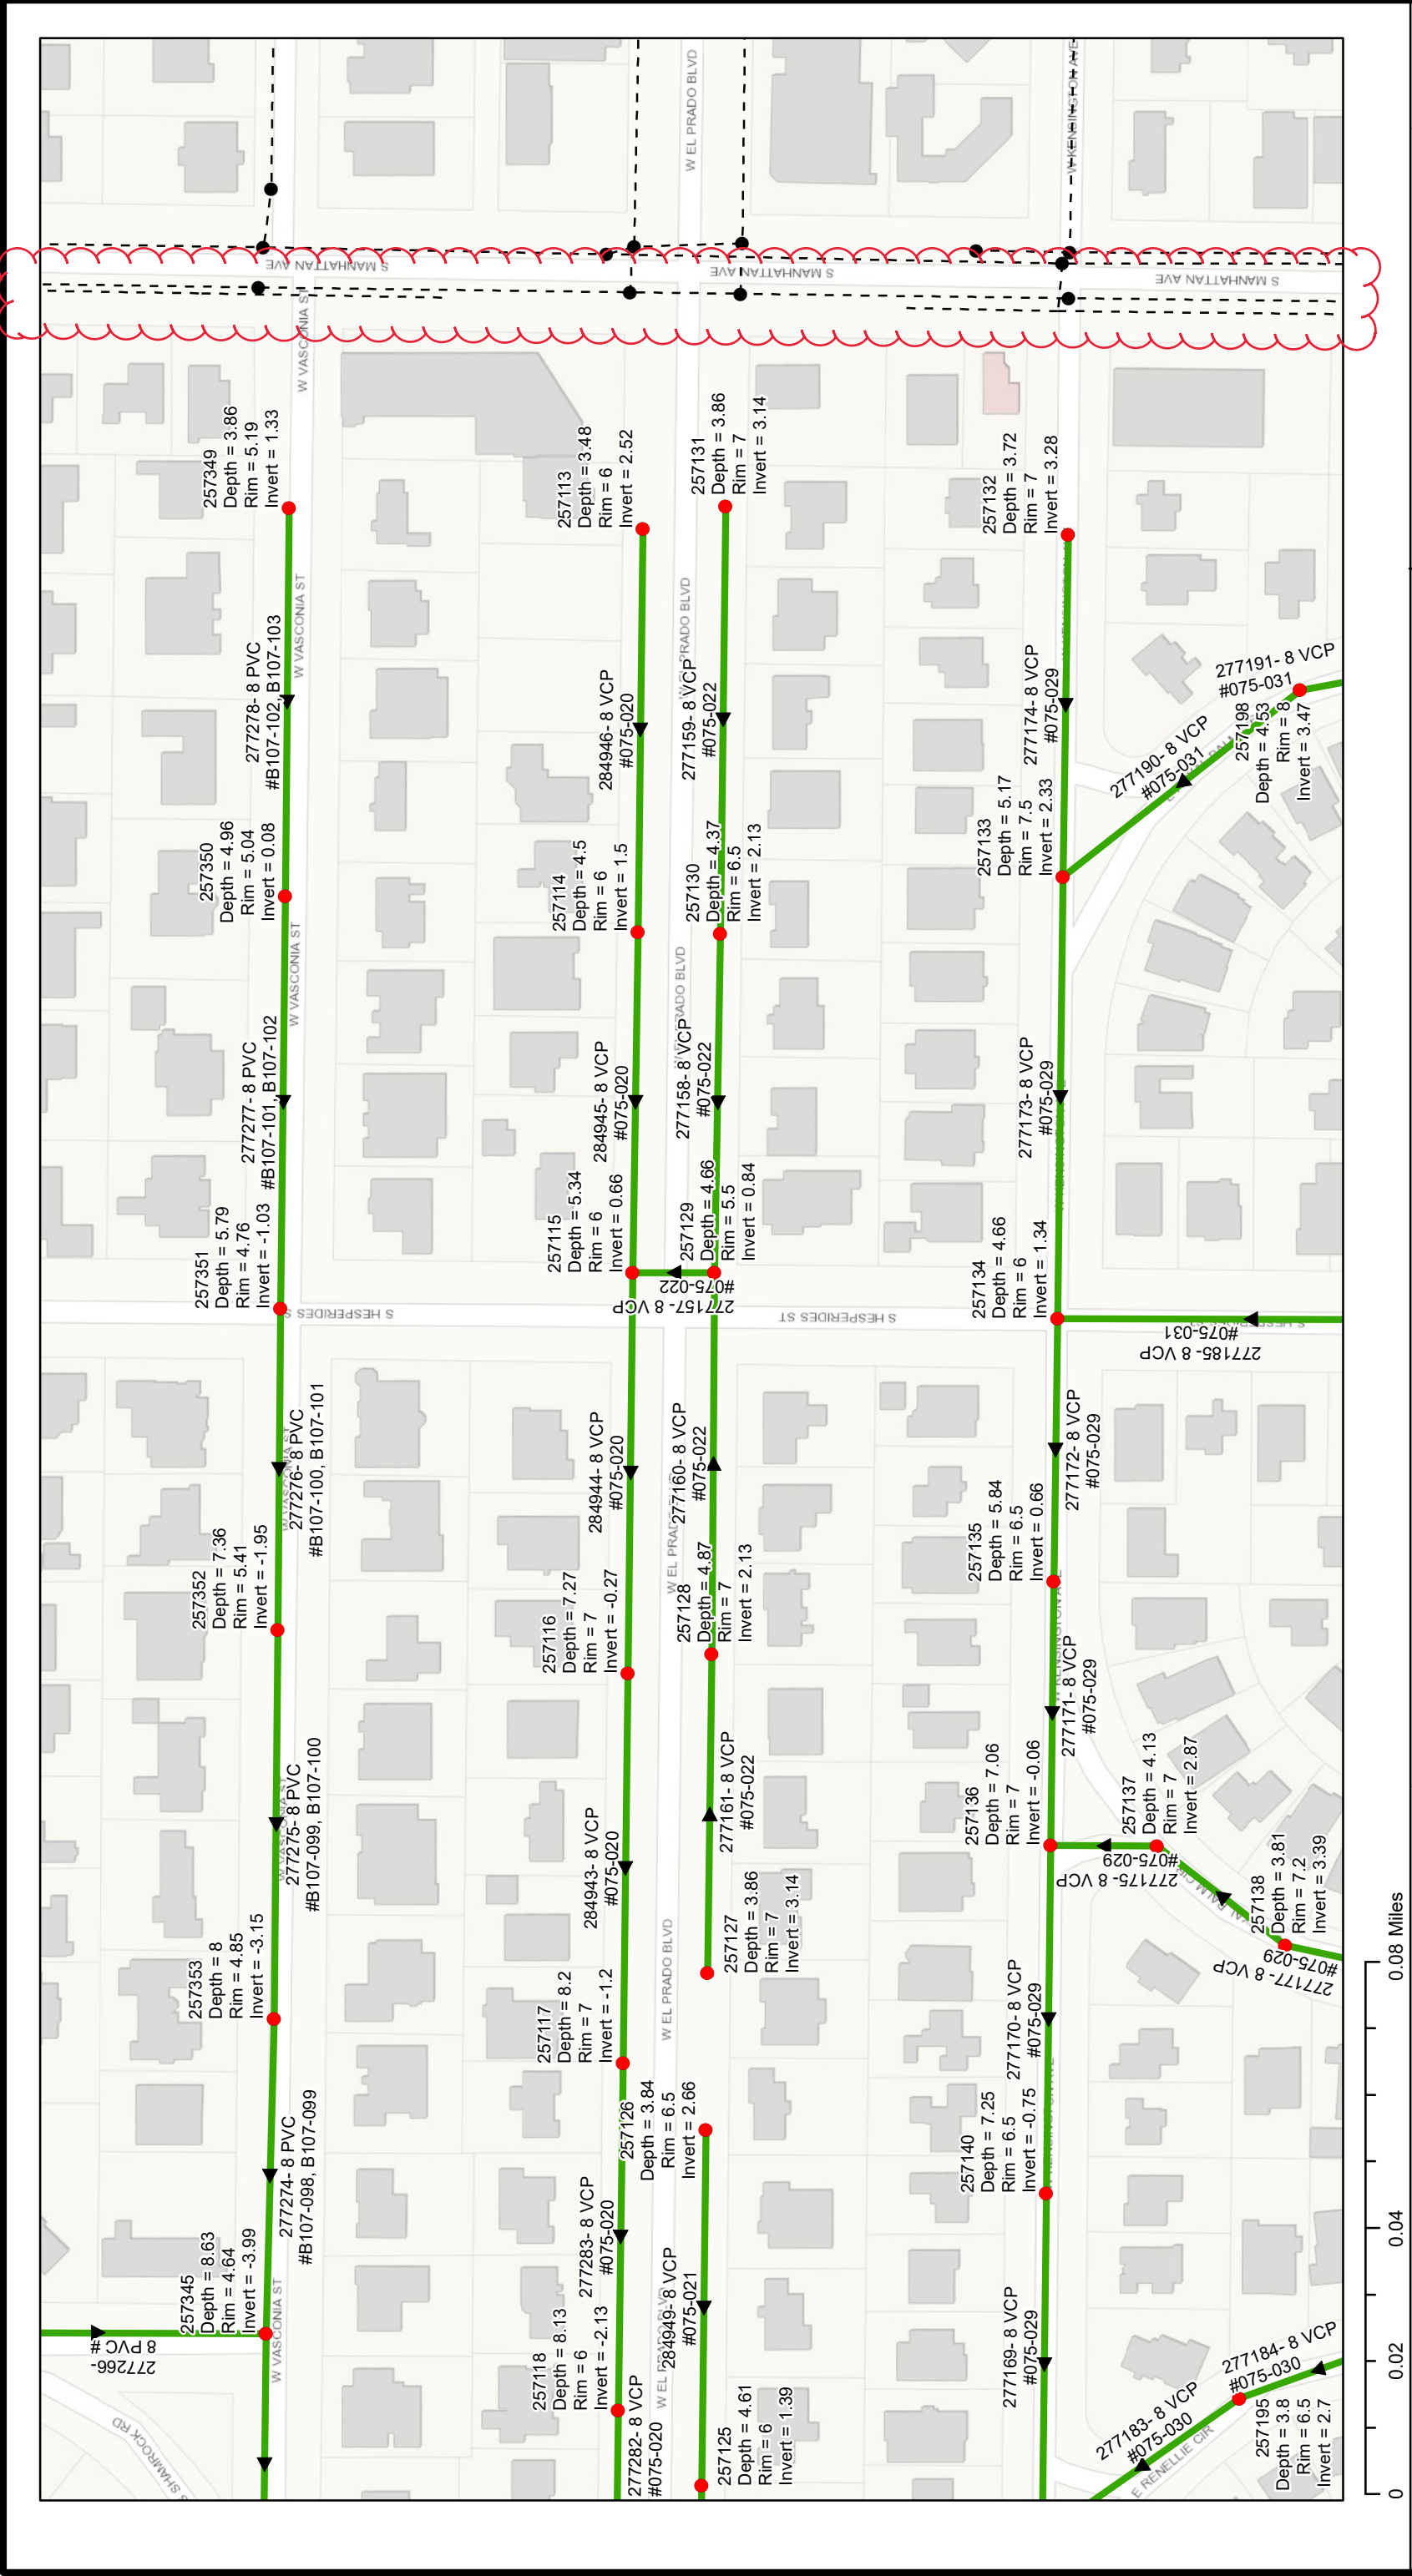 W VASCONIA ST
W VASCONIA ST
W VASCONIA ST
W VASCONIA ST
S SHAMROCK RD
W EL PRADO BLVD
W EL PRADO BLVD
W EL PRADO BLVD
S MANHATTAN AVE
S MANHATTAN AVE
S MANHATTAN AVE
S HESPERIDES S
S HESPERIDES ST
W KENSINGTON AVE
E RENELLIE CIR
257349
Depth = 3.86
Rim = 5.19
Invert = 1.33
277278- 8 PVC
#B107-102, B107-103
257350
Depth = 4.96
Rim = 5.04
Invert = 0.08
277277- 8 PVC
#B107-101, B107-102
257351
Depth = 5.79
Rim = 4.76
Invert = -1.03
277276- 8 PVC
#B107-100, B107-101
257352
Depth = 7.36
Rim = 5.41
Invert = -1.95
277275- 8 PVC
#B107-099, B107-100
257353
Depth = 8
Rim = 4.85
Invert = -3.15
277274- 8 PVC
#B107-098, B107-099
257345
Depth = 8.63
Rim = 4.64
Invert = -3.99
277266-
8 PVC #
257113
Depth = 3.48
Rim = 6
Invert = 2.52
284946- 8 VCP
#075-020
257114
Depth = 4.5
Rim = 6
Invert = 1.5
284945- 8 VCP
#075-020
257115
Depth = 5.34
Rim = 6
Invert = 0.66
284944- 8 VCP
#075-020
257116
Depth = 7.27
Rim = 7
Invert = -0.27
284943- 8 VCP
#075-020
257117
Depth = 8.2
Rim = 7
Invert = -1.2
277283- 8 VCP
#075-020
257118
Depth = 8.13
Rim = 6
Invert = -2.13
277282- 8 VCP
#075-020
257131
Depth = 3.86
Rim = 7
Invert = 3.14
277159- 8 VCP
#075-022
257130
Depth = 4.37
Rim = 6.5
Invert = 2.13
277158- 8 VCP
#075-022
257129
Depth = 4.66
Rim = 5.5
Invert = 0.84
277157- 8 VCP
#075-022
277160- 8 VCP
#075-022
257128
Depth = 4.87
Rim = 7
Invert = 2.13
277161- 8 VCP
#075-022
257127
Depth = 3.86
Rim = 7
Invert = 3.14
257126
Depth = 3.84
Rim = 6.5
Invert = 2.66
284949- 8 VCP
#075-021
257125
Depth = 4.61
Rim = 6
Invert = 1.39
257132
Depth = 3.72
Rim = 7
Invert = 3.28
277174- 8 VCP
#075-029
257133
Depth = 5.17
Rim = 7.5
Invert = 2.33
277173- 8 VCP
#075-029
257134
Depth = 4.66
Rim = 6
Invert = 1.34
277172- 8 VCP
#075-029
257135
Depth = 5.84
Rim = 6.5
Invert = 0.66
277171- 8 VCP
#075-029
257136
Depth = 7.06
Rim = 7
Invert = -0.06
277170- 8 VCP
#075-029
257140
Depth = 7.25
Rim = 6.5
Invert = -0.75
277169- 8 VCP
#075-029
277191- 8 VCP
#075-031
257198
Depth = 4.53
Rim = 8
Invert = 3.47
277190- 8 VCP
#075-031
277185- 8 VCP
#075-031
257137
Depth = 4.13
Rim = 7
Invert = 2.87
277175- 8 VCP
#075-029
257138
Depth = 3.81
Rim = 7.2
Invert = 3.39
277177- 8 VCP
#075-029
277184- 8 VCP
#075-030
277183- 8 VCP
#075-030
257195
Depth = 3.8
Rim = 6.5
Invert = 2.7
0 0.02 0.04 0.08 Miles